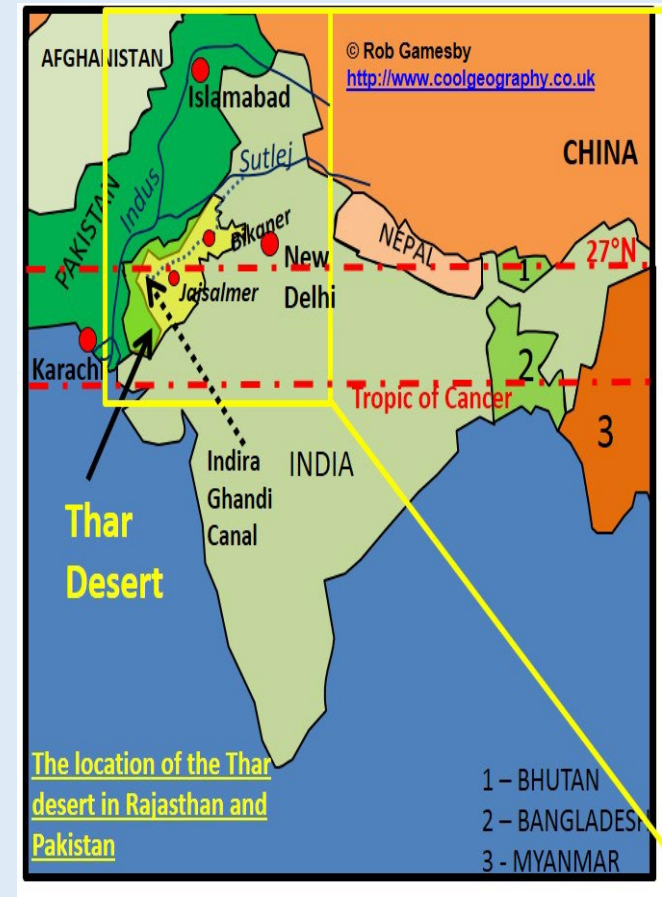 AFGHANISTAN
© Rob Gamesby
http://www.coolgeography.co.uk
Islamabad
CHINA
Sutlej
Indus
PAKISTAN
Bikaner
NEPAL
27°N
1
New
Delhi
Jaisalmer
Karachi
2
Tropic of Cancer
3
Indira
Ghandi
Canal
INDIA
Thar
Desert
The location of the Thar
desert in Rajasthan and
Pakistan
1 – BHUTAN
2 – BANGLADESH
3 - MYANMAR